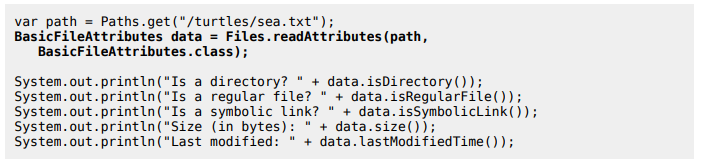 var path = Paths.get("/turtles/sea.txt");
BasicFileAttributes data = Files.readAttributes(path,
BasicFileAttributes.class);
System.out.println("Is a directory? " + data.isDirectory());
System.out.println("Is a regular file? " + data.isRegularFile());
System.out.println("Is a symbolic link? " + data.isSymbolicLink());
System.out.println("Size (in bytes): " + data.size());
System.out.println("Last modified: " + data.lastModifiedTime());